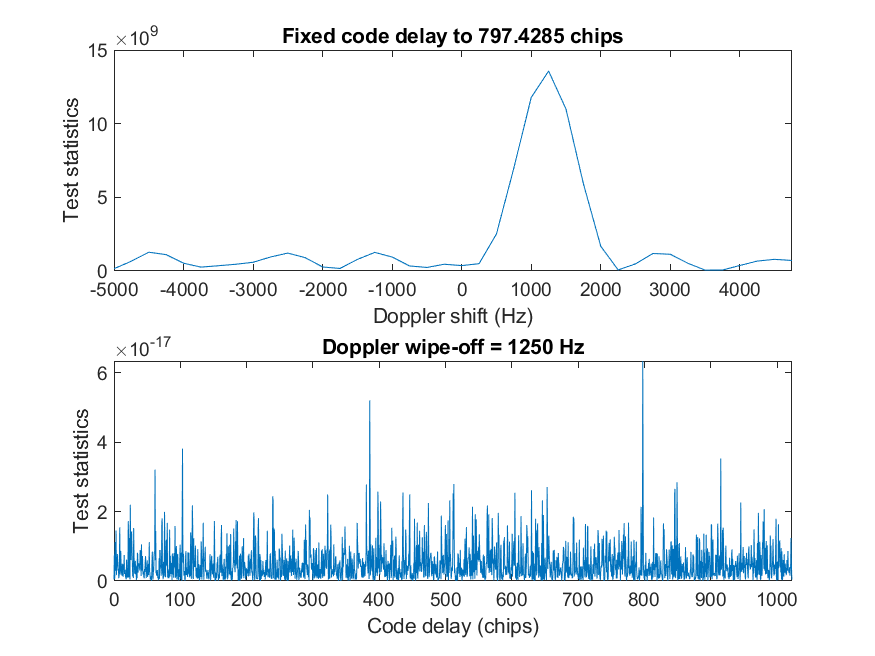 ×10^9
Fixed code delay to 797.4285 chips
15
10
5
0
Test statistics
-5000 -4000 -3000 -2000 -1000 0 1000 2000 3000 4000
Doppler shift (Hz)
×10^-17
Doppler wipe-off = 1250 Hz
6
4
2
0
Test statistics
0 100 200 300 400 500 600 700 800 900 1000
Code delay (chips)